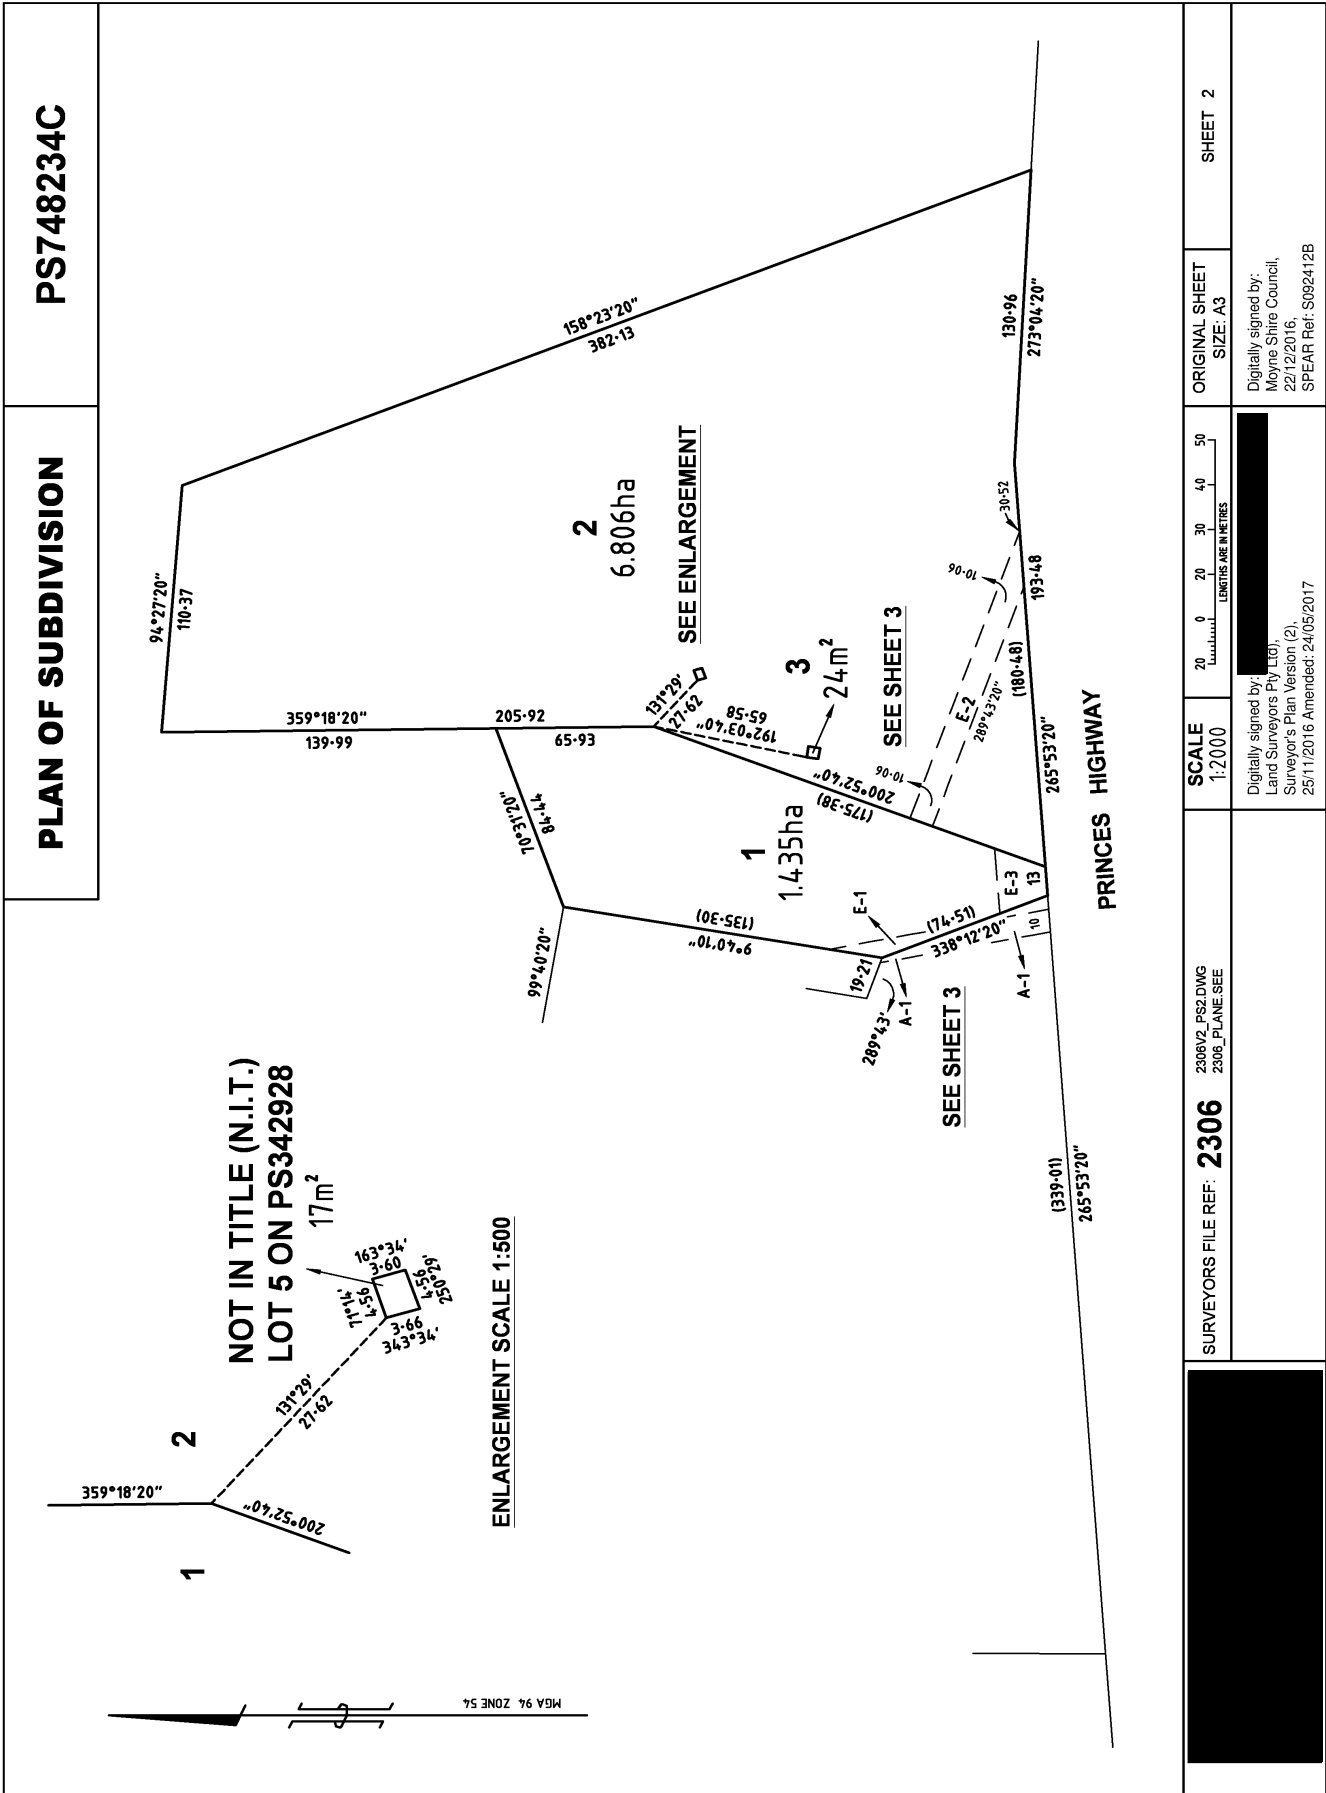 PLAN OF SUBDIVISION
PS748234C
MGA 94 ZONE 54
1
2
359°18'20"
200°52'40"
131°29'
27·62
NOT IN TITLE (N.I.T.)
LOT 5 ON PS342928
17m²
71°14'
4·56
163°34'
3·60
4·56
250°29'
3·66
343°34'
ENLARGEMENT SCALE 1:500
94°27'20"
110·37
359°18'20"
139·99
205·92
65·93
158°23'20"
382·13
70°31'20"
84·44
99°40'20"
2
6.806ha
SEE ENLARGEMENT
131°29'
27·62
192°03'40"
65·58
3
24m²
(135·30)
9°40'10"
1
1.435ha
200°52'40"
(175·38)
SEE SHEET 3
E-1
19·21
289°43'
A-1
(74·51)
338°12'20"
SEE SHEET 3
A-1
10
E-3
13
10·06
E-2
289°43'20"
10·06
30·52
(180·48)
193·48
265°53'20"
130·96
273°04'20"
(339·01)
265°53'20"
PRINCES HIGHWAY
SURVEYORS FILE REF: 2306
2306V2_PS2.DWG
2306_PLANE.SEE
SCALE
1:2000
20 0 20 30 40 50
LENGTHS ARE IN METRES
ORIGINAL SHEET
SIZE: A3
SHEET 2
Digitally signed by:
Land Surveyors Pty Ltd),
Surveyor's Plan Version (2),
25/11/2016 Amended: 24/05/2017
Digitally signed by:
Moyne Shire Council,
22/12/2016,
SPEAR Ref: S092412B